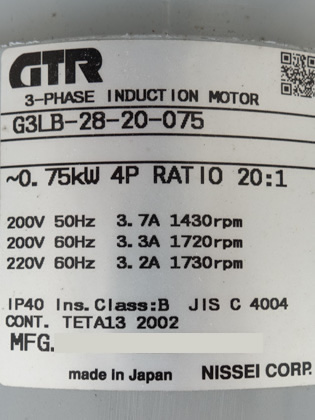 GTR
3-PHASE INDUCTION MOTOR
G3LB-28-20-075
~0.75kW 4P RATIO 20:1
200V 50Hz 3.7A 1430rpm
200V 60Hz 3.3A 1720rpm
220V 60Hz 3.2A 1730rpm
IP40 Ins.Class:B JIS C 4004
CONT. TETA13 2002
MFG.
made in Japan NISSEI CORP.